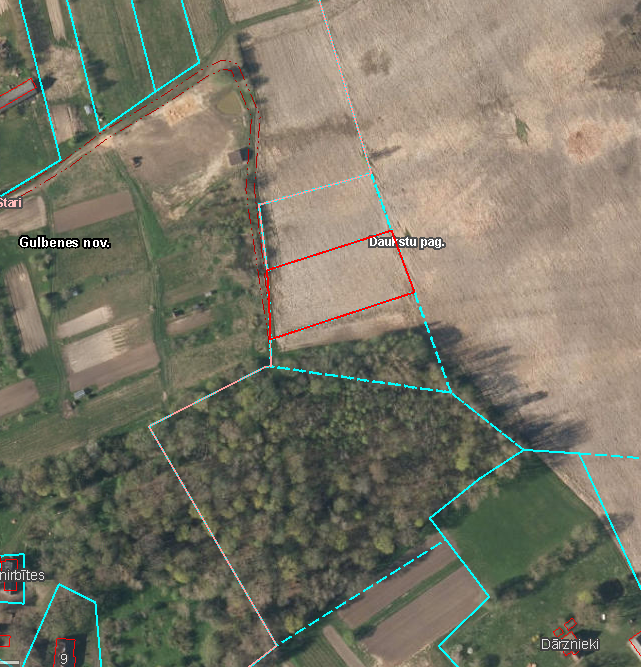 Stari
Gulbenes nov.
Daukstu pag.
nirbītes
Dārznieki
9